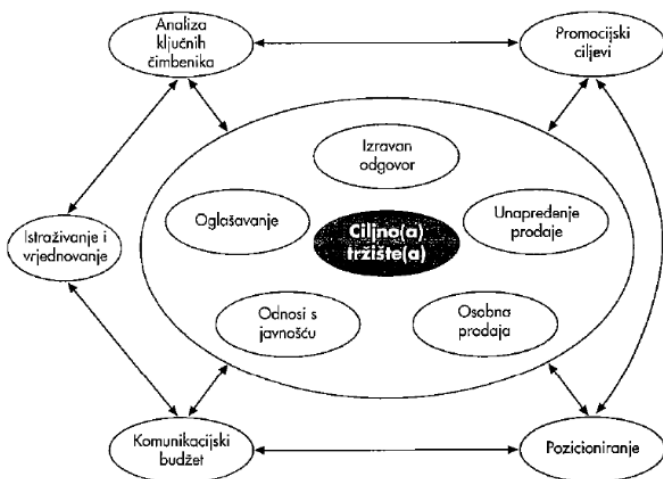 Analiza
ključnih
čimbenika
Promocijski
ciljevi
Izravan
odgovor
Oglašavanje
Unapređenje
prodaje
Ciljna(a)
tržište(a)
Istraživanje i
vrjednovanje
Odnosi s
javnošću
Osobna
prodaja
Komunikacijski
budžet
Pozicioniranje